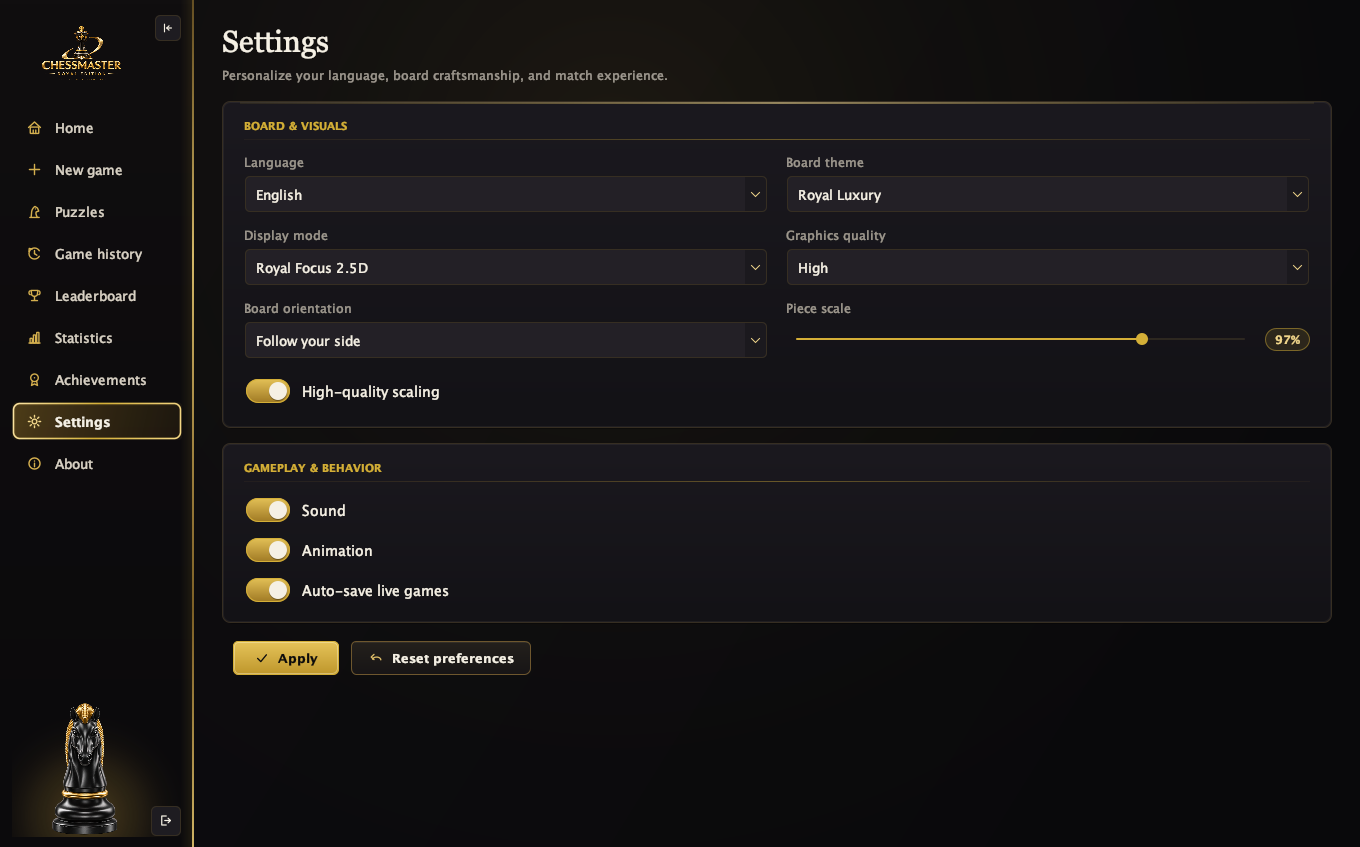 CHESSMASTER
ROYAL EDITION
Home
New game
Puzzles
Game history
Leaderboard
Statistics
Achievements
Settings
About
Settings
Personalize your language, board craftsmanship, and match experience.
BOARD & VISUALS
Language
English
Board theme
Royal Luxury
Display mode
Royal Focus 2.5D
Graphics quality
High
Board orientation
Follow your side
Piece scale
97%
High-quality scaling
GAMEPLAY & BEHAVIOR
Sound
Animation
Auto-save live games
Apply
Reset preferences